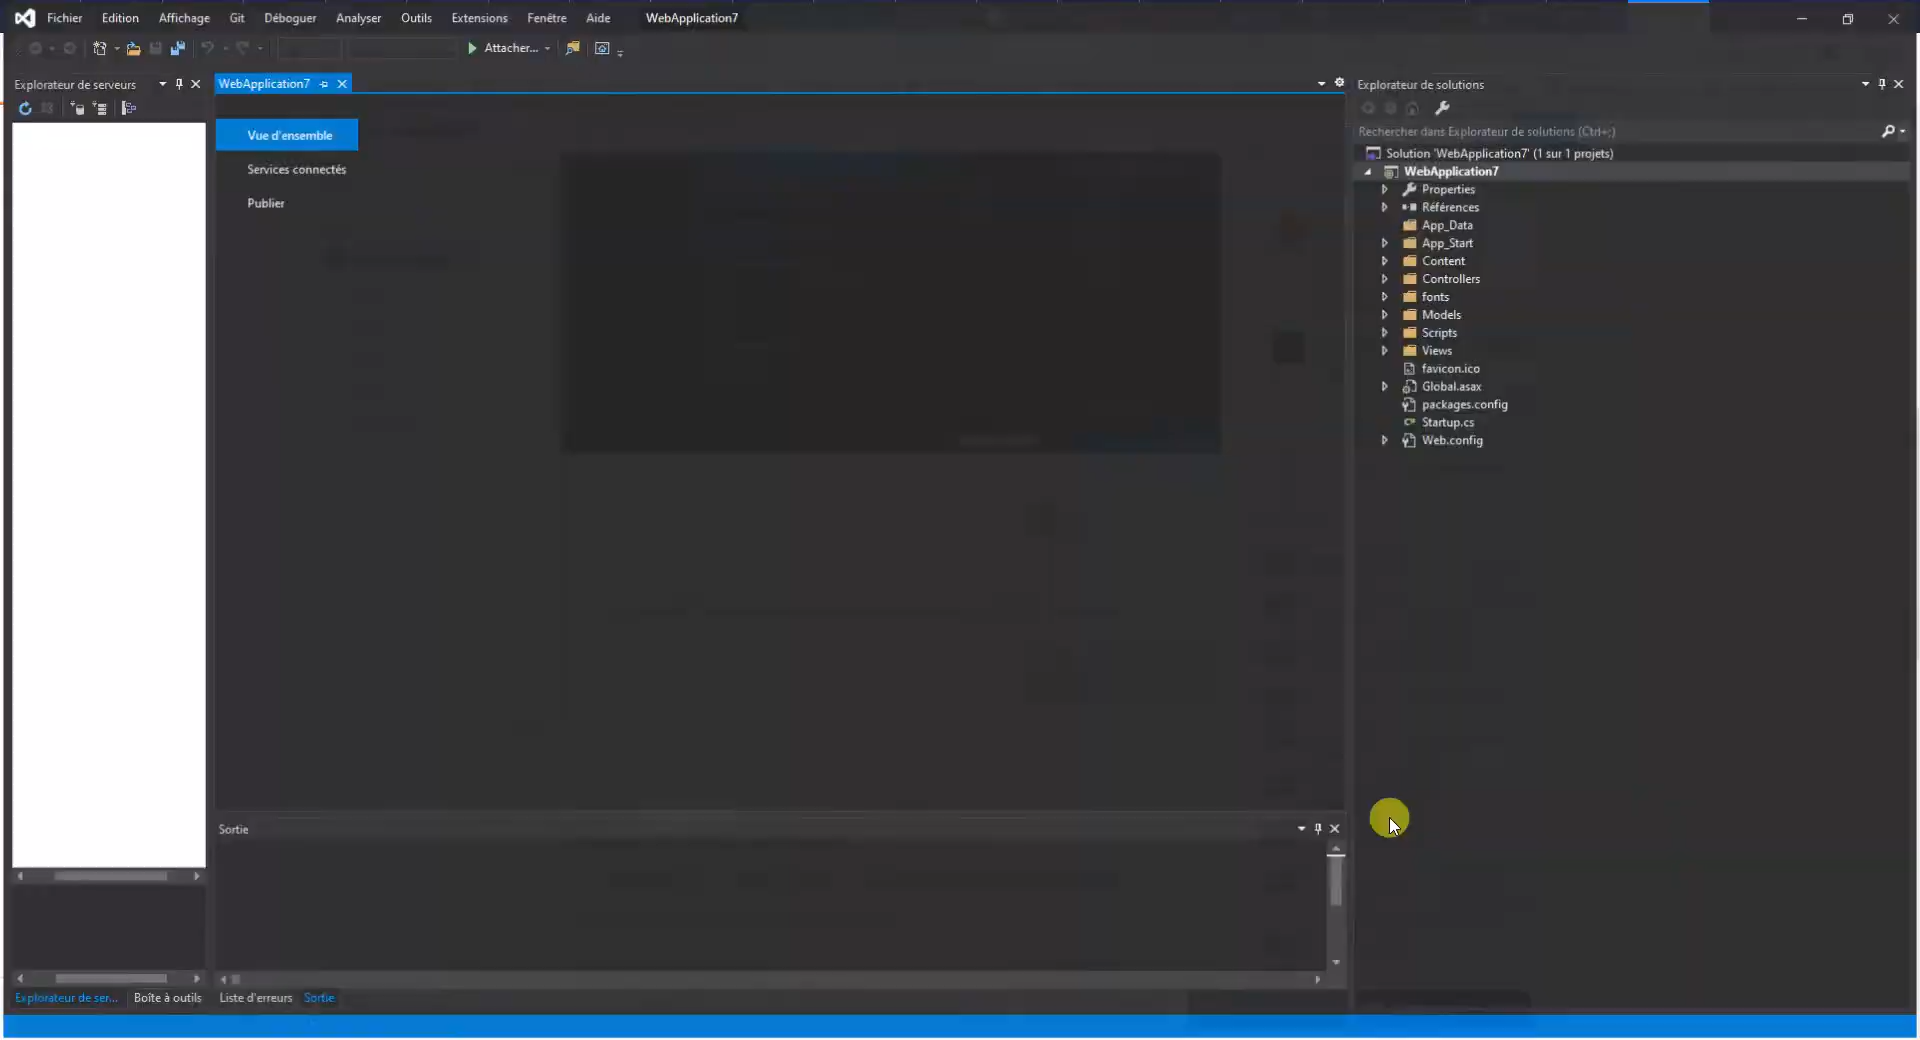 Fichier Edition Affichage Git Déboguer Analyser Outils Extensions Fenêtre Aide WebApplication7
Attacher...
Explorateur de serveurs
WebApplication7
Explorateur de solutions
Vue d'ensemble
Services connectés
Publier
Rechercher dans Explorateur de solutions (Ctrl+;)
Solution 'WebApplication7' (1 sur 1 projets)
WebApplication7
Properties
Références
App_Data
App_Start
Content
Controllers
fonts
Models
Scripts
Views
favicon.ico
Global.asax
packages.config
Startup.cs
Web.config
Sortie
Explorateur de ser... Boîte à outils
Liste d'erreurs Sortie